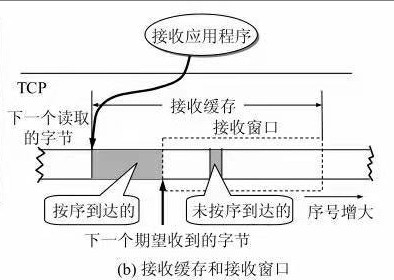 接收应用程序
TCP
接收缓存
下一个读取
的字节
接收窗口
按序到达的
未按序到达的
序号增大
下一个期望收到的字节
(b) 接收缓存和接收窗口